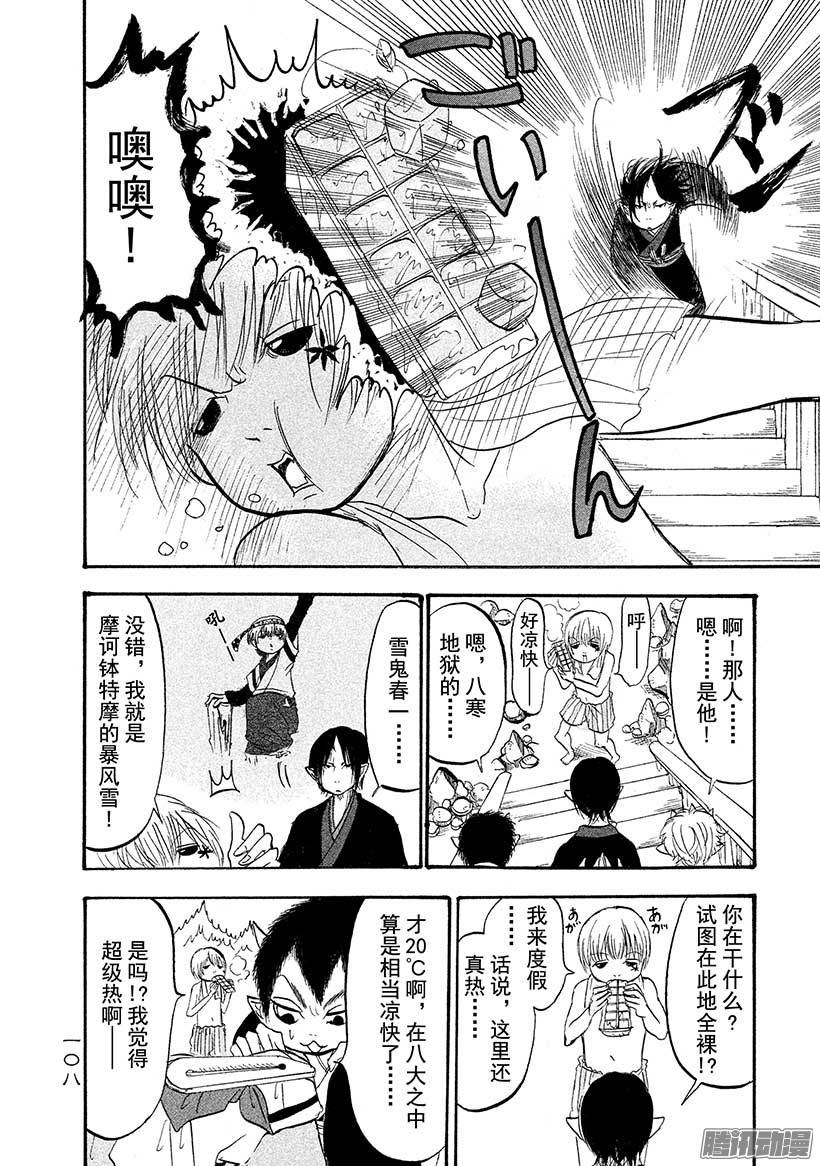 ズン
ごいーん
噢
噢！
啊！那人……
嗯……是他！
呼—
好凉快—
嗯，八寒
地狱的……
雪鬼春
一……
吼—
没错，我就是
摩诃钵特摩的暴风雪！
你在干什么？
试图在此地全裸!?
あが
あが
我来度假
……话说，这里还
真热……
才20℃啊，在八大之中
算是相当凉快了……
是吗!?我觉得
超级热啊——
一〇八
腾讯动漫